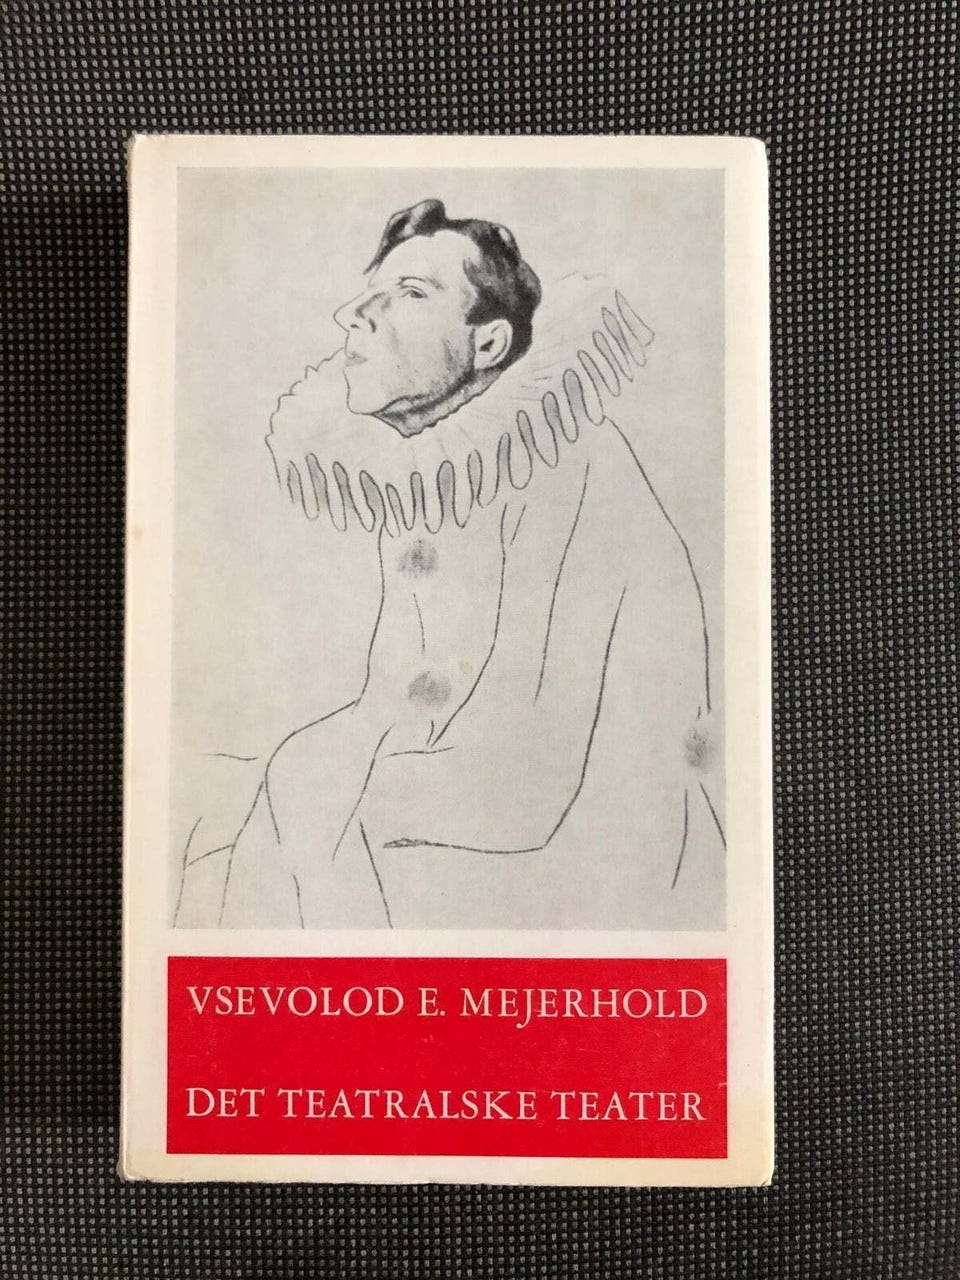 VSEVOLOD E. MEJERHOLD
DET TEATRALSKE TEATER